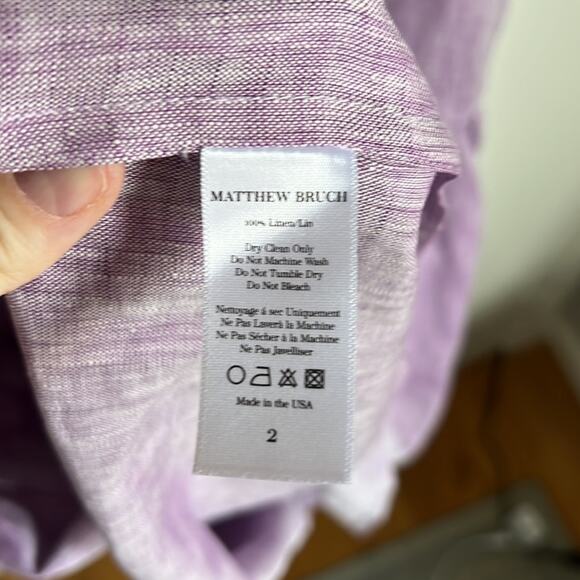 MATTHEW BRUCH
100% Linen/Lin
Dry Clean Only
Do Not Machine Wash
Do Not Tumble Dry
Do Not Bleach
Nettoyage á sec Uniquement
Ne Pas Laverá la Machine
Ne Pas Sécher á la Machine
Ne Pas Javelliser
Made in the USA
2